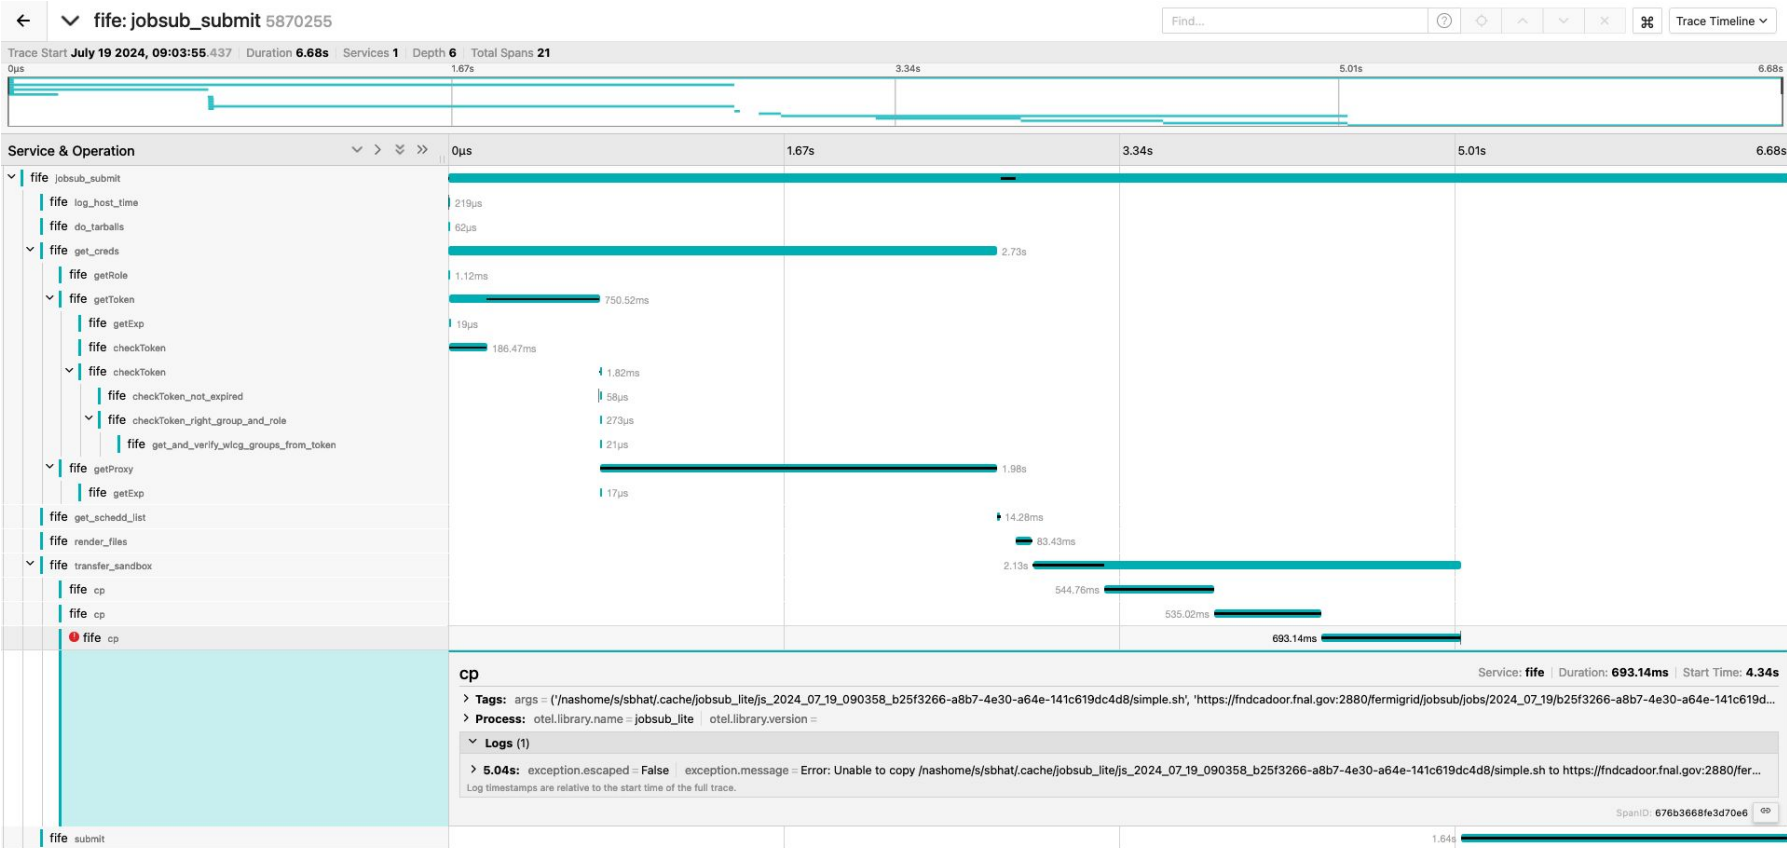 fife: jobsub_submit 5870255
Find...
Trace Timeline
Trace Start July 19 2024, 09:03:55.437 Duration 6.68s Services 1 Depth 6 Total Spans 21
0μs 1.67s 3.34s 5.01s 6.68s
Service & Operation 0μs 1.67s 3.34s 5.01s 6.68s
fife jobsub_submit
fife log_host_time 219μs
fife do_tarballs 62μs
fife get_creds 2.73s
fife getRole 1.12ms
fife getToken 750.52ms
fife getExp 19μs
fife checkToken 186.47ms
fife checkToken 1.82ms
fife checkToken_not_expired 58μs
fife checkToken_right_group_and_role 273μs
fife get_and_verify_wlcg_groups_from_token 21μs
fife getProxy 1.98s
fife getExp 17μs
fife get_schedd_list 14.28ms
fife render_files 83.43ms
fife transfer_sandbox 2.13s
fife cp 544.76ms
fife cp 535.02ms
fife cp 693.14ms
cp Service: fife Duration: 693.14ms Start Time: 4.34s
Tags: args = ('/nashome/s/sbhat/.cache/jobsub_lite/js_2024_07_19_090358_b25f3266-a8b7-4e30-a64e-141c619dc4d8/simple.sh', 'https://fndcadoor.fnal.gov:2880/fermigrid/jobsub/jobs/2024_07_19/b25f3266-a8b7-4e30-a64e-141c619d...
Process: otel.library.name = jobsub_lite otel.library.version =
Logs (1)
5.04s: exception.escaped = False exception.message = Error: Unable to copy /nashome/s/sbhat/.cache/jobsub_lite/js_2024_07_19_090358_b25f3266-a8b7-4e30-a64e-141c619dc4d8/simple.sh to https://fndcadoor.fnal.gov:2880/fer...
Log timestamps are relative to the start time of the full trace.
SpanID: 676b3668fe3d70e6
fife submit 1.64s